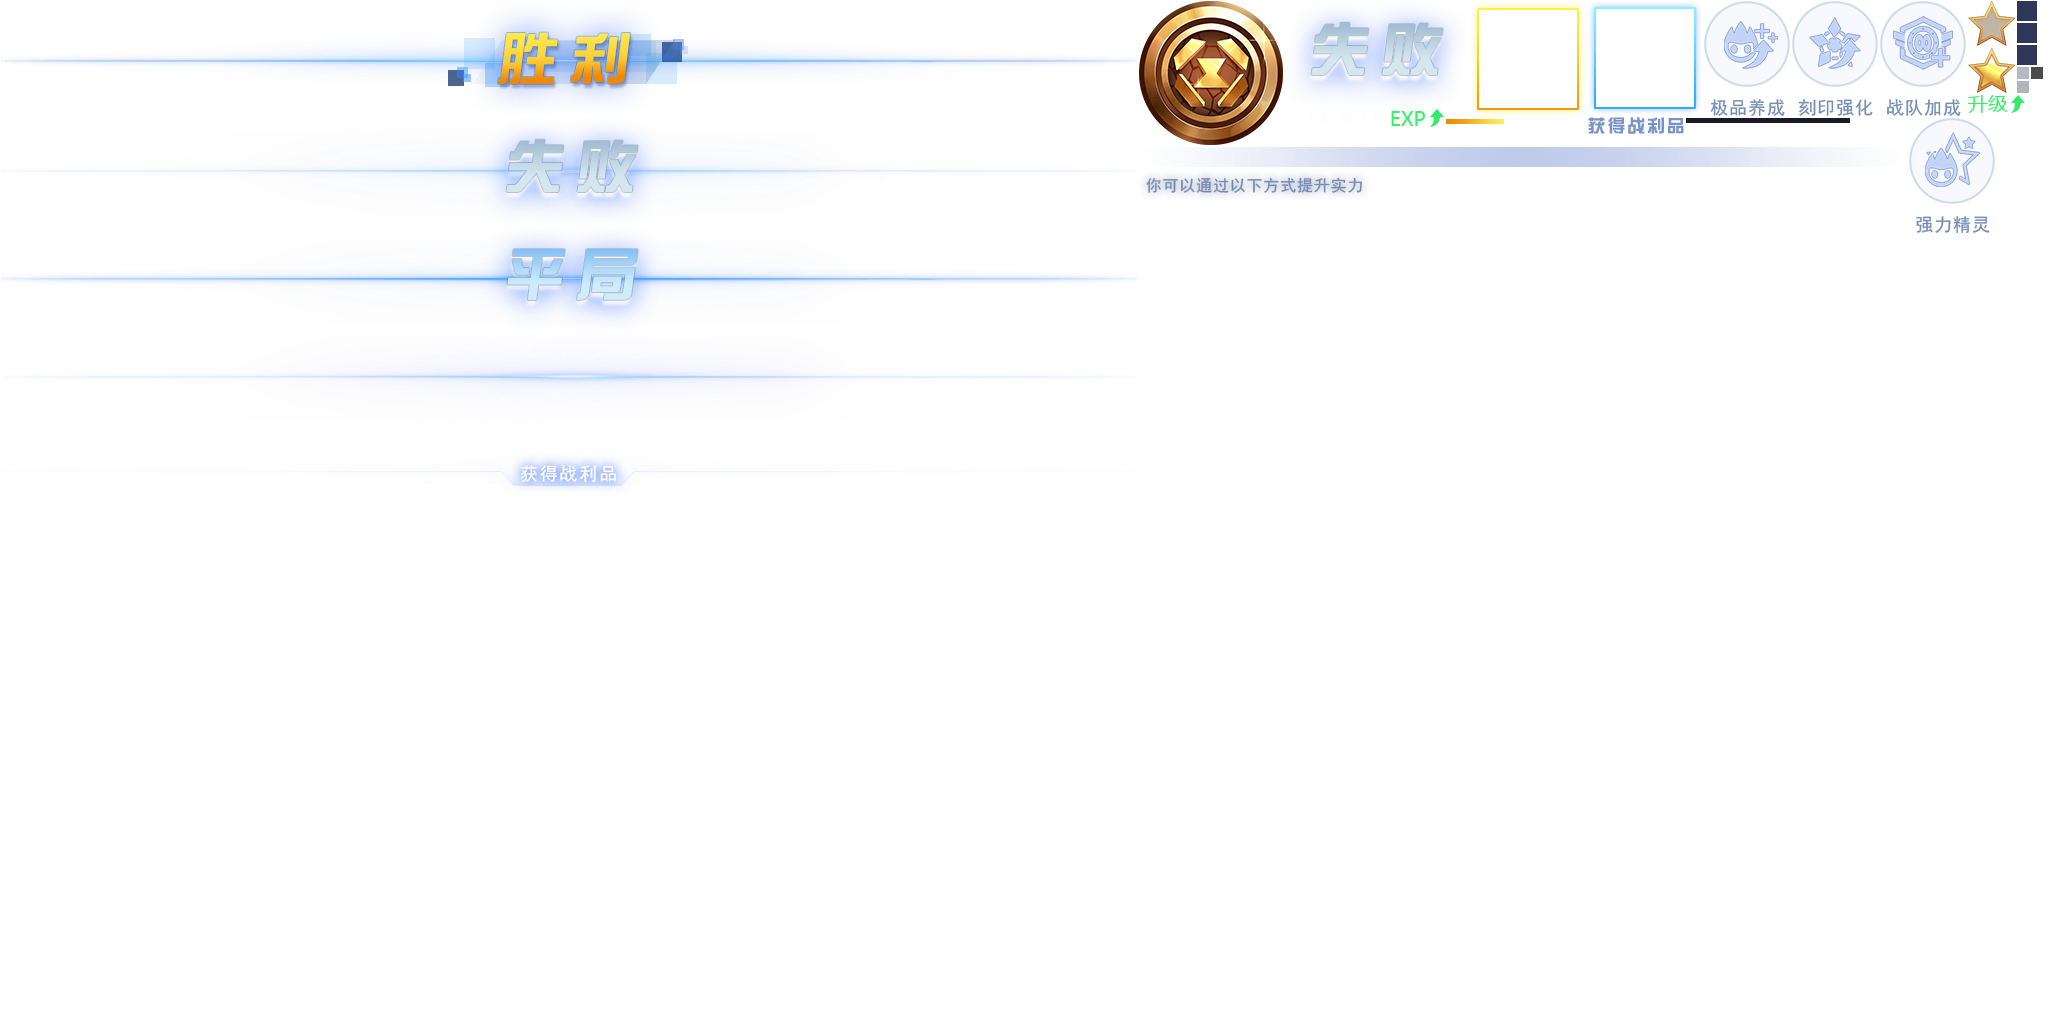 胜利
失败
平局
获得战利品
失败
EXP
获得战利品
极品养成
刻印强化
战队加成
升级
你可以通过以下方式提升实力
强力精灵